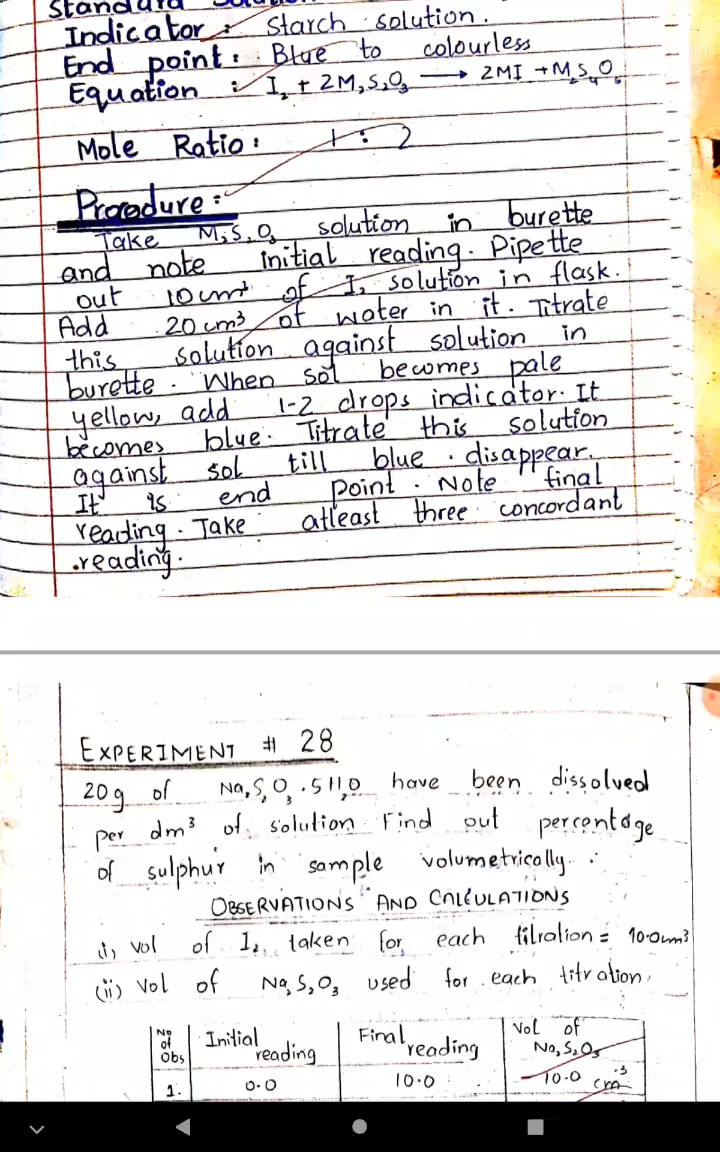 Standard Solu
Indicator : Starch solution.
End point : Blue to colourless
Equation : I₂ + 2M₂S₂O₃ → 2MI + M₂S₄O₆
Mole Ratio : 1 : 2
Procedure :-
Take M₂S₂O₃ solution in burette
and note initial reading. Pipette
out 10cm³ of I₂ solution in flask.
Add 20cm³ of water in it. Titrate
this solution against solution in
burette. When sol becomes pale
yellow, add 1-2 drops indicator. It
becomes blue. Titrate this solution
against sol till blue disappear.
It is end point. Note final
reading. Take atleast three concordant
reading.
EXPERIMENT # 28
20g of Na₂S₂O₃.5H₂O have been dissolved
per dm³ of solution. Find out percentage
of sulphur in sample volumetrically.
OBSERVATIONS AND CALCULATIONS
(i) vol of I₂ taken for each titration = 10.0cm³
(ii) Vol of Na₂S₂O₃ used for each titration.
No of Obs Initial reading Final reading Vol of Na₂S₂O₃
1. 0.0 10.0 10.0 cm³